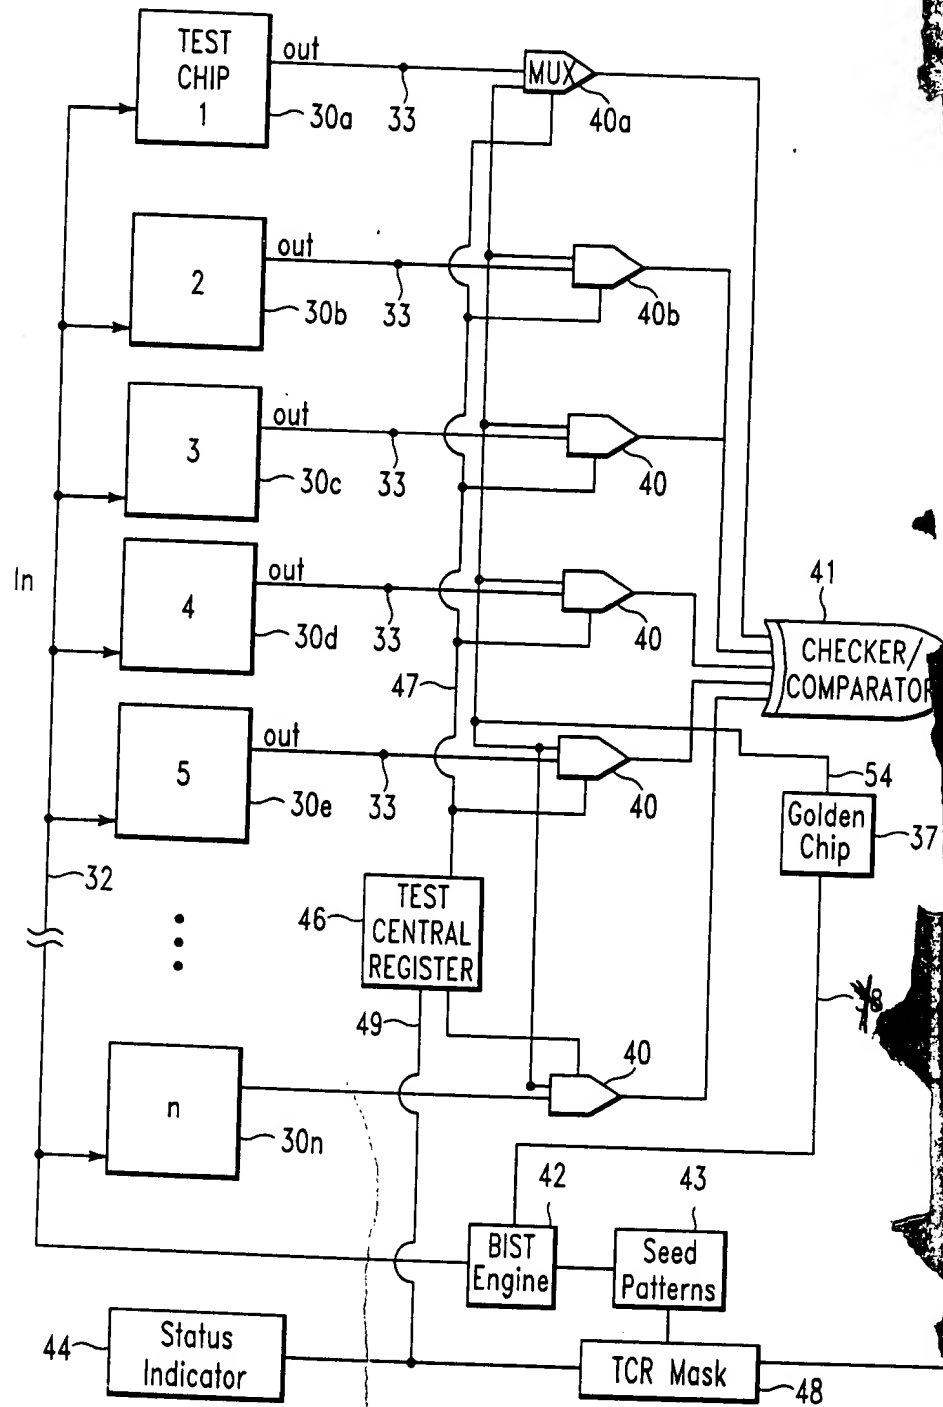 TEST
CHIP
1
out
30a
33
MUX
40a
2
out
30b
33
40b
3
out
30c
33
40
In
4
out
30d
33
40
41
CHECKER/
COMPARATOR
47
5
out
30e
33
40
54
Golden
Chip
37
32
46
TEST
CENTRAL
REGISTER
49
40
n
30n
42
43
BIST
Engine
Seed
Patterns
44
Status
Indicator
TCR Mask
48